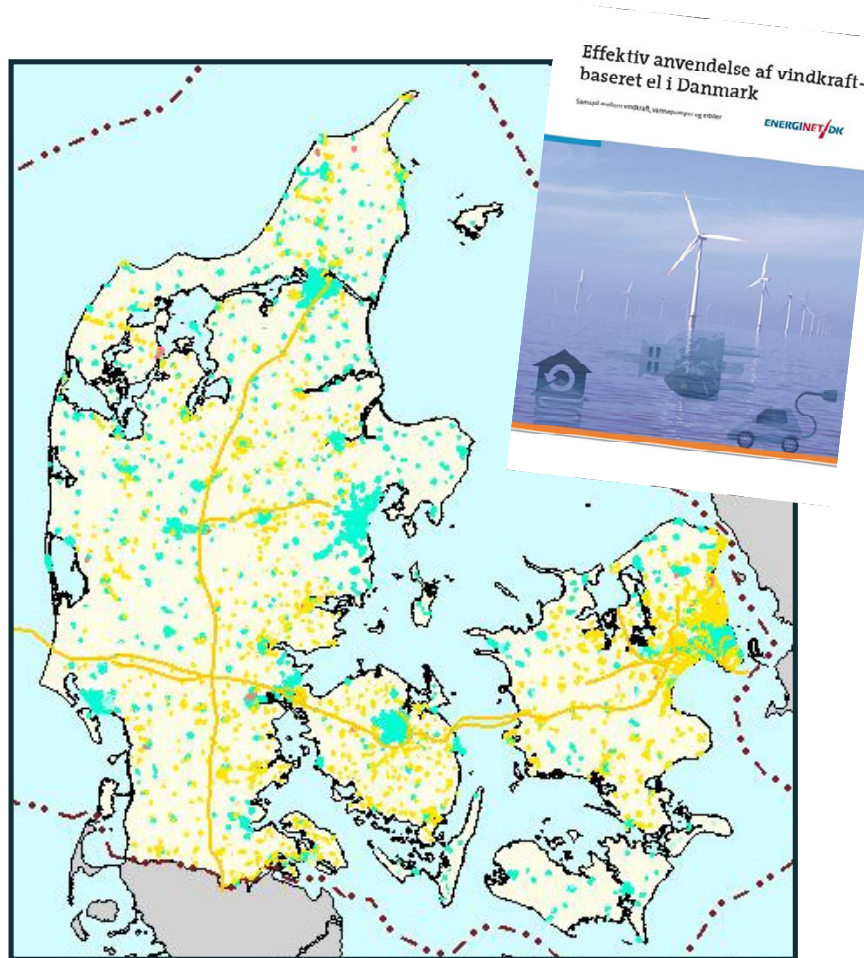 Effektiv anvendelse af vindkraft-
baseret el i Danmark
Samspil mellem vindkraft, varmepumper og elbiler
ENERGINET/DK